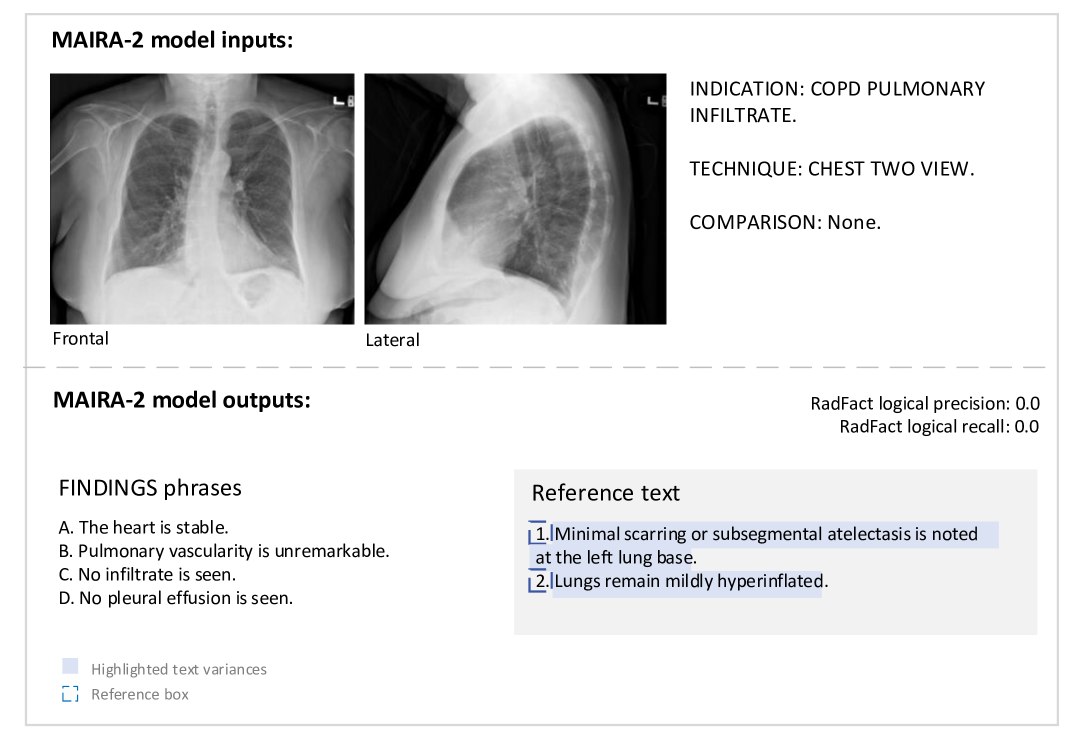 MAIRA-2 model inputs:
INDICATION: COPD PULMONARY
INFILTRATE.
TECHNIQUE: CHEST TWO VIEW.
COMPARISON: None.
L
L
Frontal
Lateral
MAIRA-2 model outputs:
RadFact logical precision: 0.0
RadFact logical recall: 0.0
FINDINGS phrases
A. The heart is stable.
B. Pulmonary vascularity is unremarkable.
C. No infiltrate is seen.
D. No pleural effusion is seen.
Reference text
1. Minimal scarring or subsegmental atelectasis is noted
at the left lung base.
2. Lungs remain mildly hyperinflated.
Highlighted text variances
Reference box